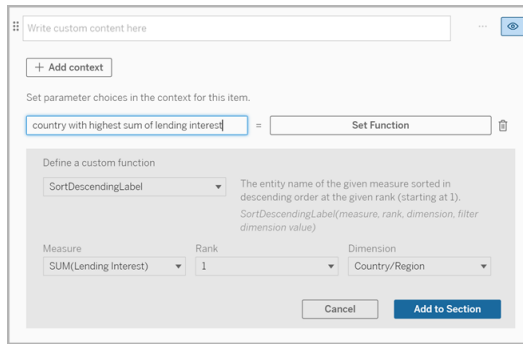 Write custom content here
...
+ Add context
Set parameter choices in the context for this item.
country with highest sum of lending interest = Set Function
Define a custom function
SortDescendingLabel
The entity name of the given measure sorted in
descending order at the given rank (starting at 1).
SortDescendingLabel(measure, rank, dimension, filter
dimension value)
Measure Rank Dimension
SUM(Lending Interest) 1 Country/Region
Cancel Add to Section